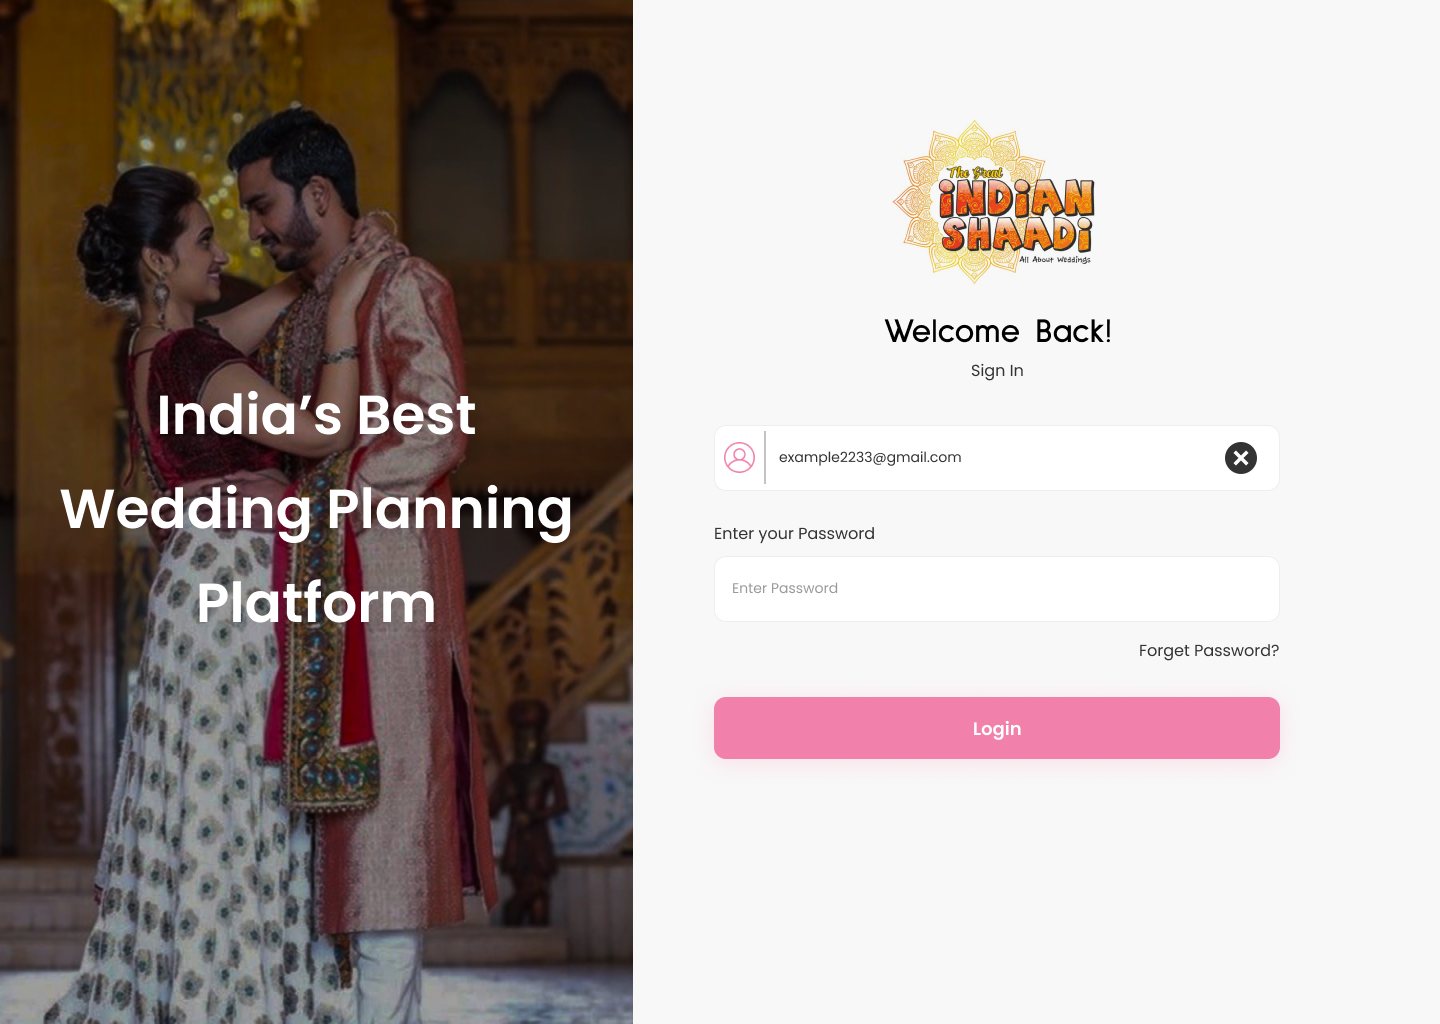 India’s Best
Wedding Planning
Platform
The Great
INDIAN
SHAADI
All About Weddings
Welcome Back!
Sign In
example2233@gmail.com
Enter your Password
Enter Password
Forget Password?
Login